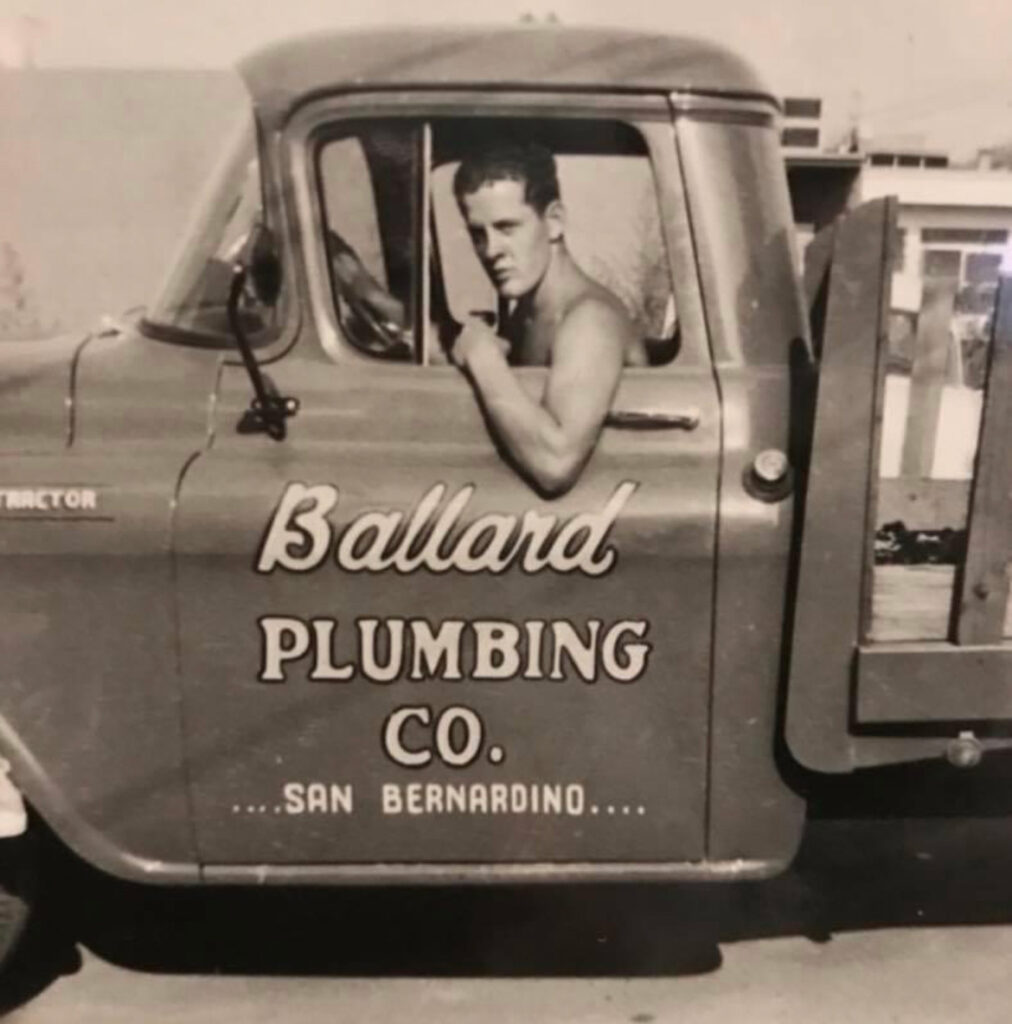 TRACTOR
Ballard
PLUMBING
CO.
....SAN BERNARDINO....